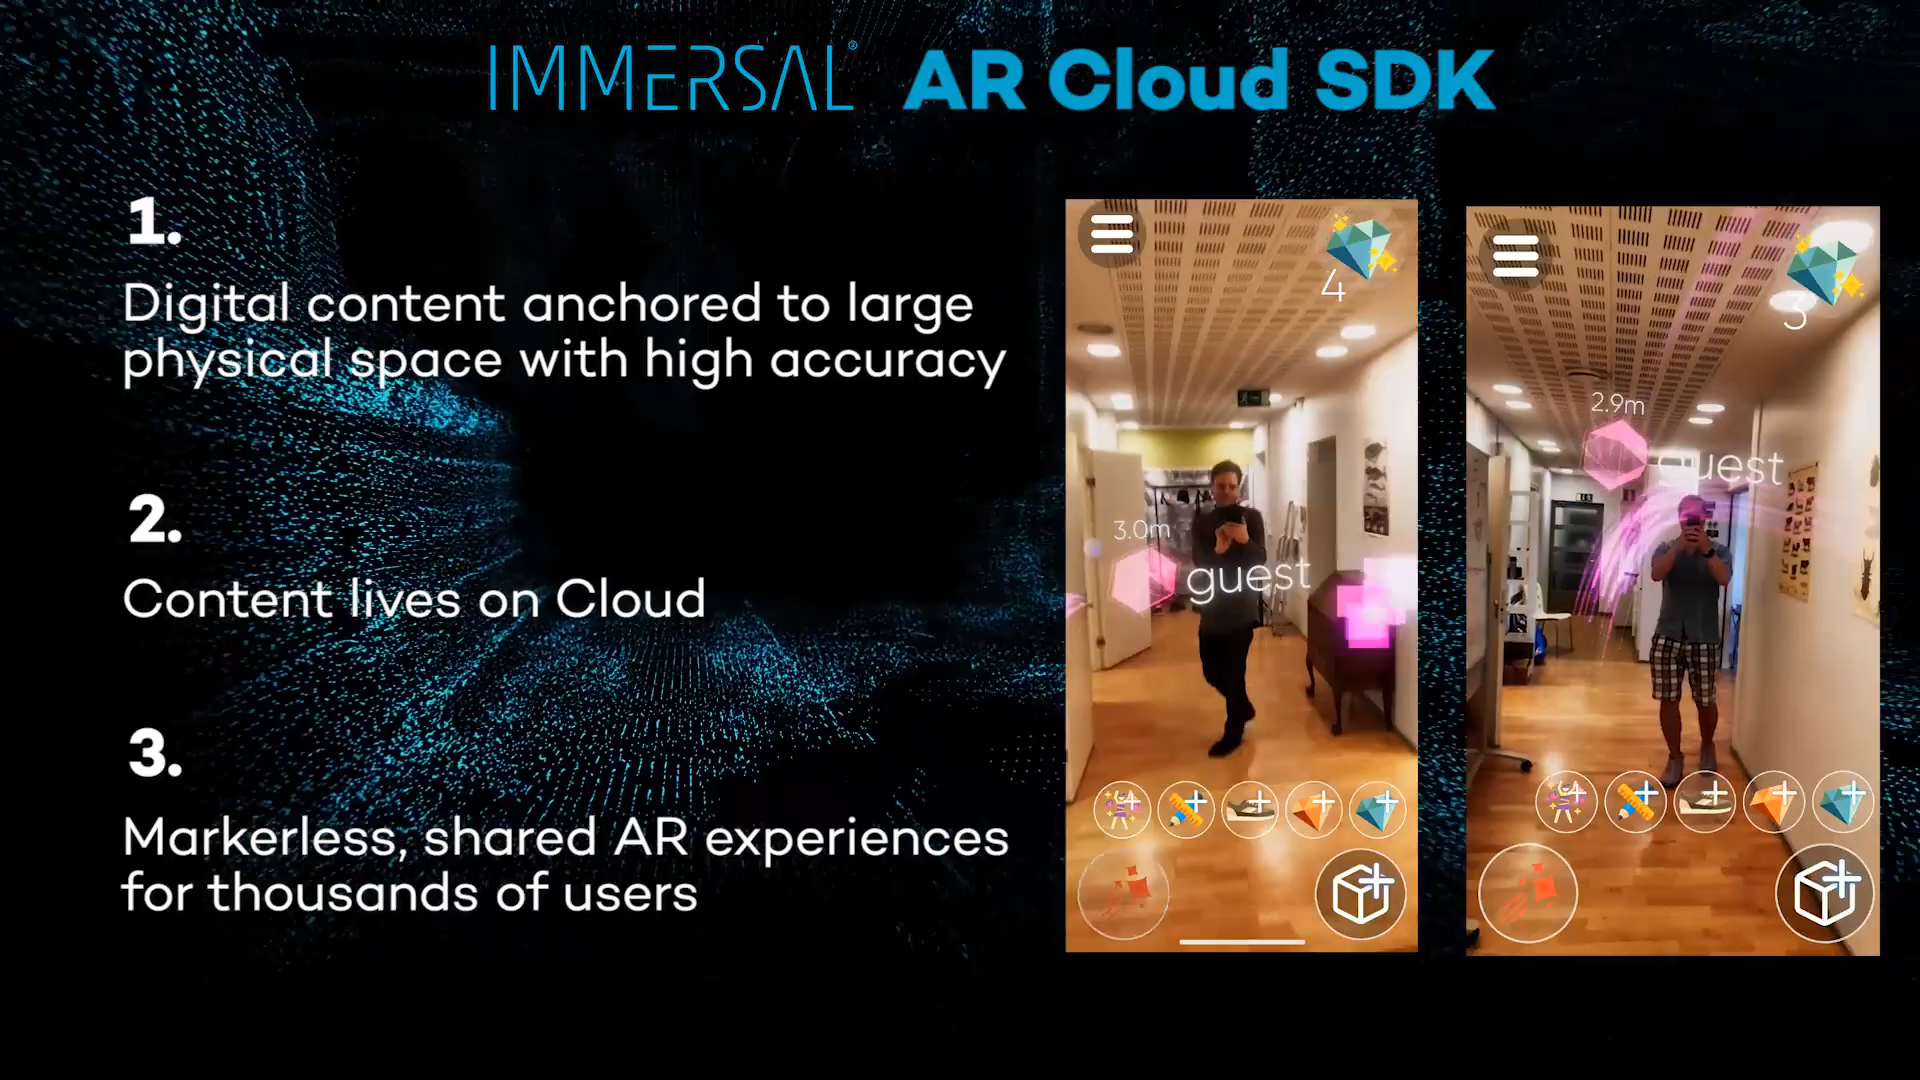 IMMERSAL® AR Cloud SDK
1.
Digital content anchored to large
physical space with high accuracy
2.
Content lives on Cloud
3.
Markerless, shared AR experiences
for thousands of users
4
3.0m
guest
3
2.9m
guest